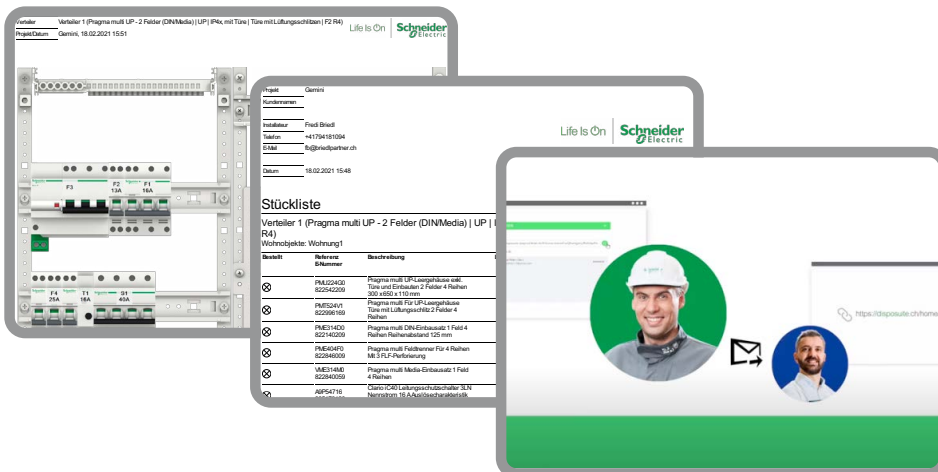 Verteiler Verteiler 1 (Pragma multi UP - 2 Felder (DIN/Media) | UP | IP4x, mit Türe | Türe mit Lüftungsschlitzen | F2 R4)
Projekt/Datum Gemini, 18.02.2021 15:51
Life Is On Schneider Electric
F3
F2 13A
F1 16A
F4 25A
T1 16A
S1 40A
Projekt Gemini
Kundennamen
Installateur Fredi Briedl
Telefon +41794181094
E-Mail fb@briedlpartner.ch
Datum 18.02.2021 15:48
Life Is On Schneider Electric
Stückliste
Verteiler 1 (Pragma multi UP - 2 Felder (DIN/Media) | UP |
R4)
Wohnobjekte: Wohnung1
Bestellt Referenz Beschreibung
E-Nummer
PMU224G0 Pragma multi UP-Leergehäuse exkl.
822542209 Türe und Einbauten 2 Felder 4 Reihen
300 x 650 x 110 mm
PMT524V1 Pragma multi Für UP-Leergehäuse
822996169 Türe mit Lüftungsschlitz 2 Felder 4
Reihen
PME314D0 Pragma multi DIN-Einbausatz 1 Feld 4
822140209 Reihen Reihenabstand 125 mm
PME404F0 Pragma multi Feldtrenner Für 4 Reihen
822846009 Mit 3 FLF-Perforierung
VME314M0 Pragma multi Media-Einbausatz 1 Feld
822840059 4 Reihen
A9P54716 Clario iC40 Leitungsschutzschalter 3LN
Nennstrom 16 A Auslösecharakteristik
https://disposuite.ch/home